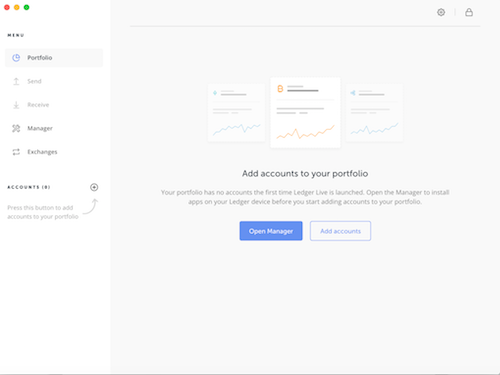 MENU
Portfolio
Send
Receive
Manager
Exchanges
ACCOUNTS (0)
Press this button to add
accounts to your portfolio
Add accounts to your portfolio
Your portfolio has no accounts the first time Ledger Live is launched. Open the Manager to install
apps on your Ledger device before you start adding accounts to your portfolio.
Open Manager
Add accounts